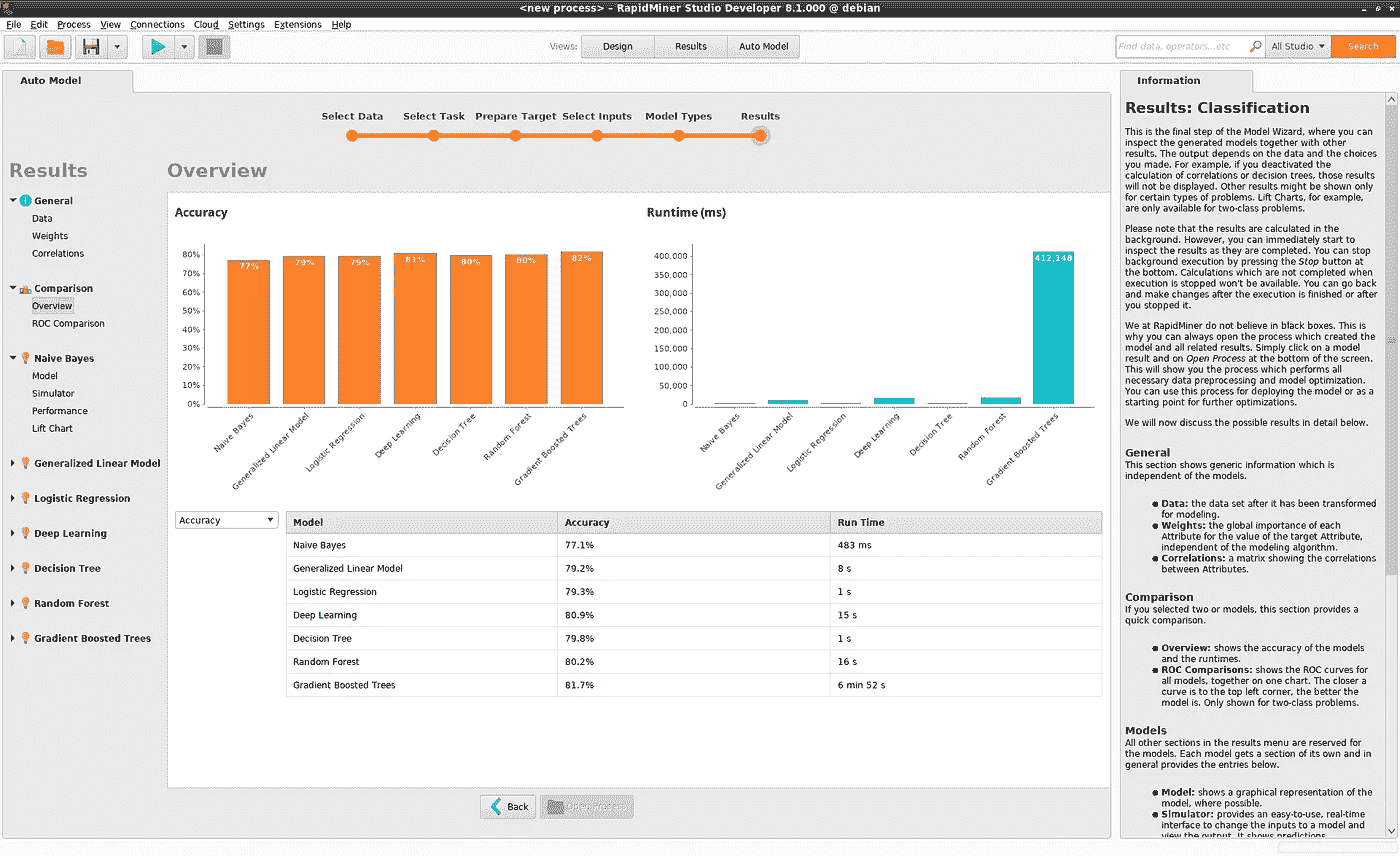 <new process> – RapidMiner Studio Developer 8.1.000 @ debian
File Edit Process View Connections Cloud Settings Extensions Help
Views: Design Results Auto Model
Find data, operators...etc All Studio Search
Auto Model
Select Data Select Task Prepare Target Select Inputs Model Types Results
Results
General
Data
Weights
Correlations
Comparison
Overview
ROC Comparison
Naive Bayes
Model
Simulator
Performance
Lift Chart
Generalized Linear Model
Logistic Regression
Deep Learning
Decision Tree
Random Forest
Gradient Boosted Trees
Overview
Accuracy
80%
70%
60%
50%
40%
30%
20%
10%
0%
77% 79% 79% 81% 80% 80% 82%
Naive Bayes
Generalized Linear Model
Logistic Regression
Deep Learning
Decision Tree
Random Forest
Gradient Boosted Trees
Runtime (ms)
400,000
350,000
300,000
250,000
200,000
150,000
100,000
50,000
0
412,148
Naive Bayes
Generalized Linear Model
Logistic Regression
Deep Learning
Decision Tree
Random Forest
Gradient Boosted Trees
Accuracy
Model Accuracy Run Time
Naive Bayes 77.1% 483 ms
Generalized Linear Model 79.2% 8 s
Logistic Regression 79.3% 1 s
Deep Learning 80.9% 15 s
Decision Tree 79.8% 1 s
Random Forest 80.2% 16 s
Gradient Boosted Trees 81.7% 6 min 52 s
Back Open Process
Information
Results: Classification
This is the final step of the Model Wizard, where you can
inspect the generated models together with other
results. The output depends on the data and the choices
you made. For example, if you deactivated the
calculation of correlations or decision trees, those results
will not be displayed. Other results might be shown only
for certain types of problems. Lift Charts, for example,
are only available for two-class problems.
Please note that the results are calculated in the
background. However, you can immediately start to
inspect the results as they are completed. You can stop
background execution by pressing the Stop button at
the bottom. Calculations which are not completed when
execution is stopped won't be available. You can go back
and make changes after the execution is finished or after
you stopped it.
We at RapidMiner do not believe in black boxes. This is
why you can always open the process which created the
model and all related results. Simply click on a model
result and on Open Process at the bottom of the screen.
This will show you the process which performs all
necessary data preprocessing and model optimization.
You can use this process for deploying the model or as a
starting point for further optimizations.
We will now discuss the possible results in detail below.
General
This section shows generic information which is
independent of the models.
Data: the data set after it has been transformed
for modeling.
Weights: the global importance of each
Attribute for the value of the target Attribute,
independent of the modeling algorithm.
Correlations: a matrix showing the correlations
between Attributes.
Comparison
If you selected two or models, this section provides a
quick comparison.
Overview: shows the accuracy of the models
and the runtimes.
ROC Comparisons: shows the ROC curves for
all models, together on one chart. The closer a
curve is to the top left corner, the better the
model is. Only shown for two-class problems.
Models
All other sections in the results menu are reserved for
the models. Each model gets a section of its own and in
general provides the entries below.
Model: shows a graphical representation of the
model, where possible.
Simulator: provides an easy-to-use, real-time
interface to change the inputs to a model and
view the output. It shows predictions,